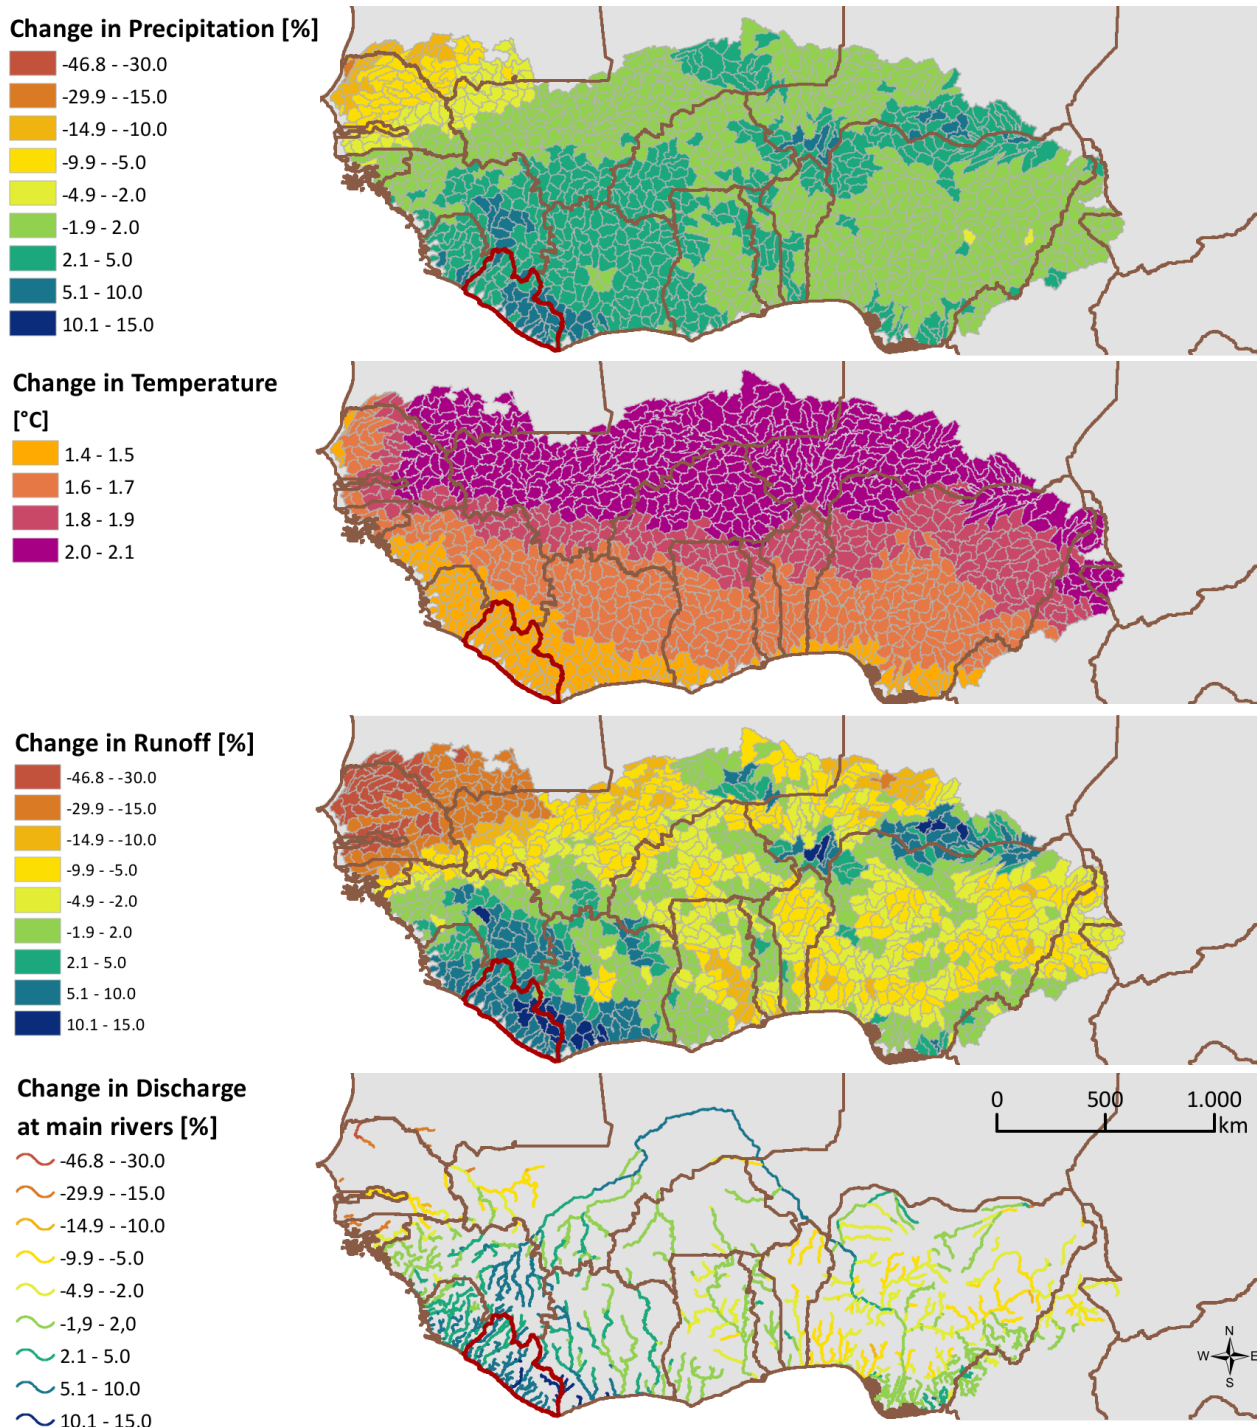 Change in Precipitation [%]
-46.8 - -30.0
-29.9 - -15.0
-14.9 - -10.0
-9.9 - -5.0
-4.9 - -2.0
-1.9 - 2.0
2.1 - 5.0
5.1 - 10.0
10.1 - 15.0
Change in Temperature
[°C]
1.4 - 1.5
1.6 - 1.7
1.8 - 1.9
2.0 - 2.1
Change in Runoff [%]
-46.8 - -30.0
-29.9 - -15.0
-14.9 - -10.0
-9.9 - -5.0
-4.9 - -2.0
-1.9 - 2.0
2.1 - 5.0
5.1 - 10.0
10.1 - 15.0
Change in Discharge
at main rivers [%]
-46.8 - -30.0
-29.9 - -15.0
-14.9 - -10.0
-9.9 - -5.0
-4.9 - -2.0
-1,9 - 2,0
2.1 - 5.0
5.1 - 10.0
10.1 - 15.0
0 500 1.000
km
N
W E
S